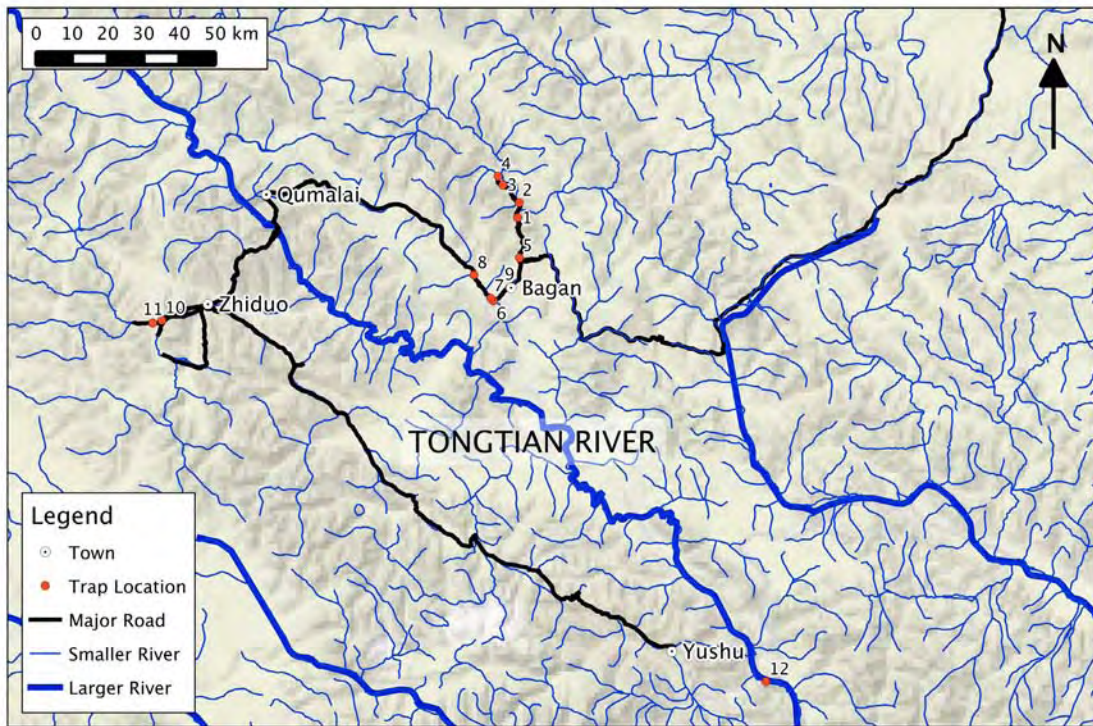 0 10 20 30 40 50 km
N
4
3
2
Qumalai
1
5
8
9
7
Bagan
6
11 10
Zhiduo
TONGTIAN RIVER
Legend
Town
Trap Location
Major Road
Smaller River
Larger River
Yushu
12